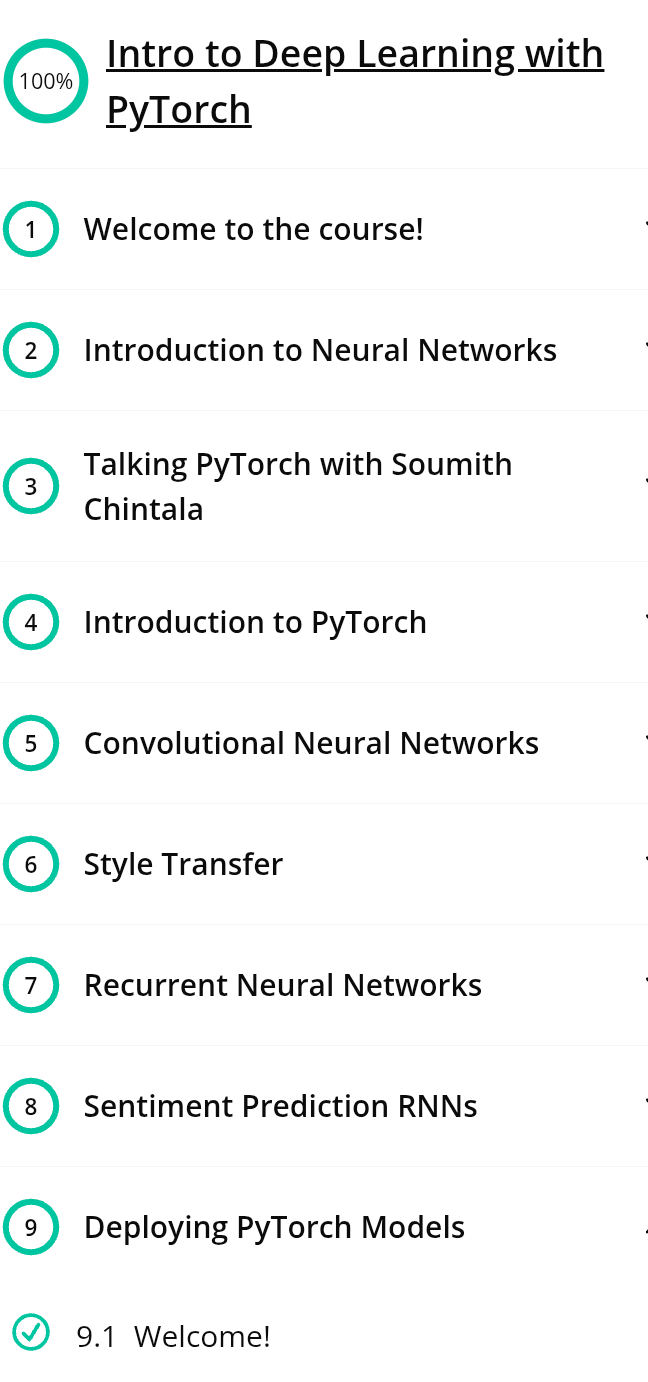 100%
Intro to Deep Learning with
PyTorch
1 Welcome to the course!
2 Introduction to Neural Networks
3 Talking PyTorch with Soumith
Chintala
4 Introduction to PyTorch
5 Convolutional Neural Networks
6 Style Transfer
7 Recurrent Neural Networks
8 Sentiment Prediction RNNs
9 Deploying PyTorch Models
9.1 Welcome!